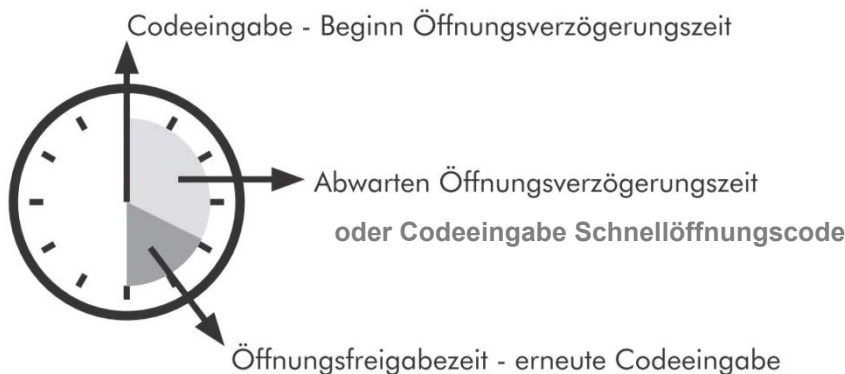 Codeeingabe - Beginn Öffnungsverzögerungszeit
Abwarten Öffnungsverzögerungszeit
oder Codeeingabe Schnellöffnungscode
Öffnungsfreigabezeit - erneute Codeeingabe